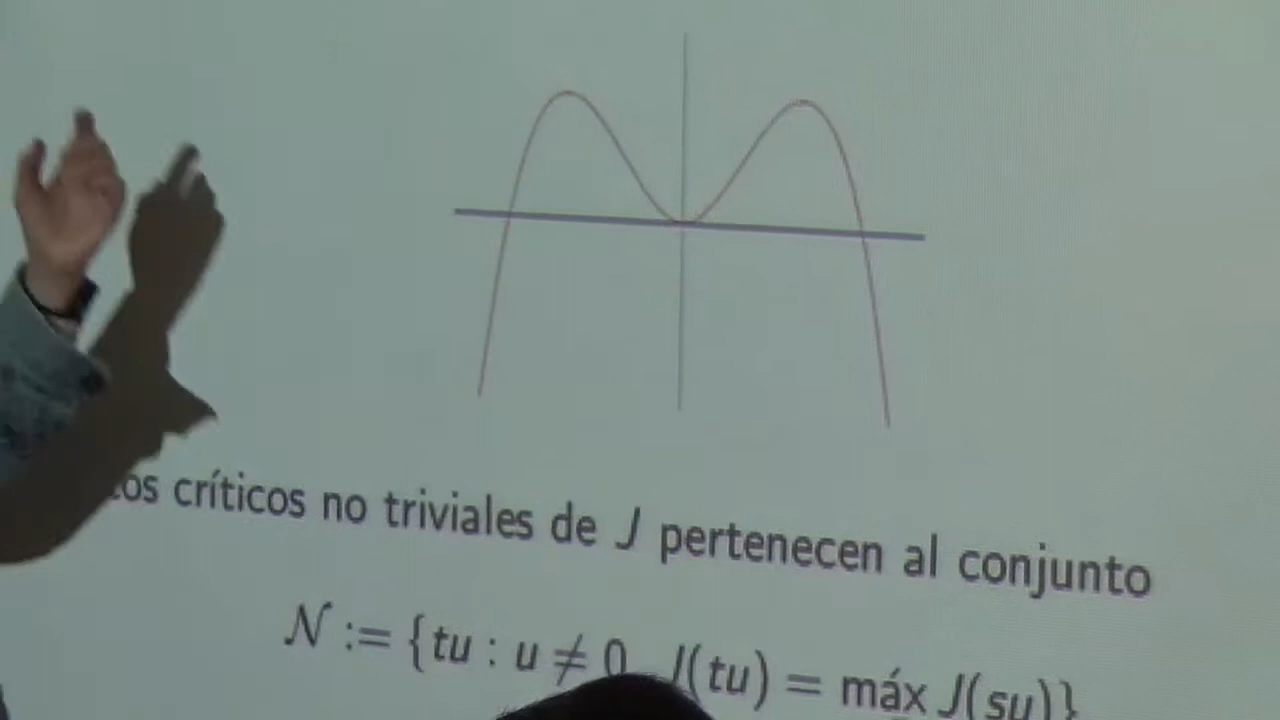 críticos no triviales de J pertenecen al conjunto
𝒩 := {tu : u ≠ 0, J(tu) = máx J(su)}